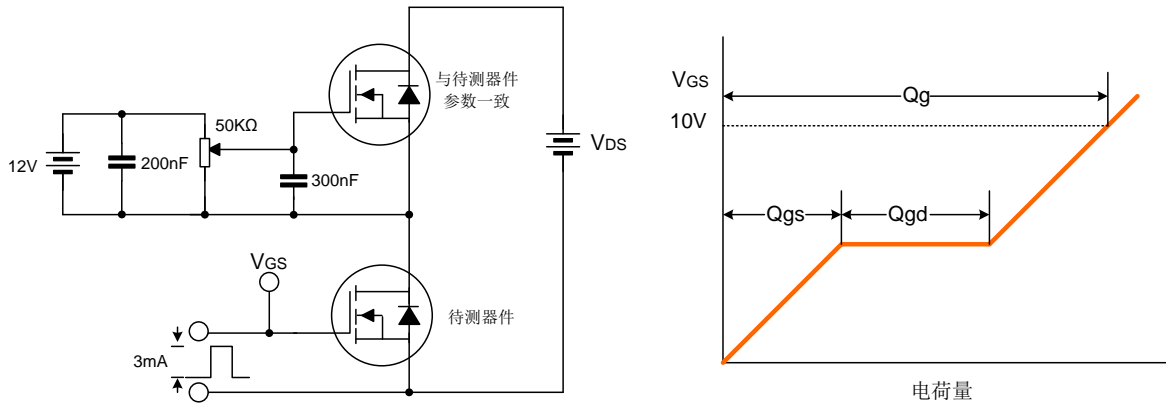 与待测器件
参数一致
50KΩ
12V
200nF
300nF
VDS
VGS
待测器件
3mA
VGS
10V
Qg
Qgs
Qgd
电荷量